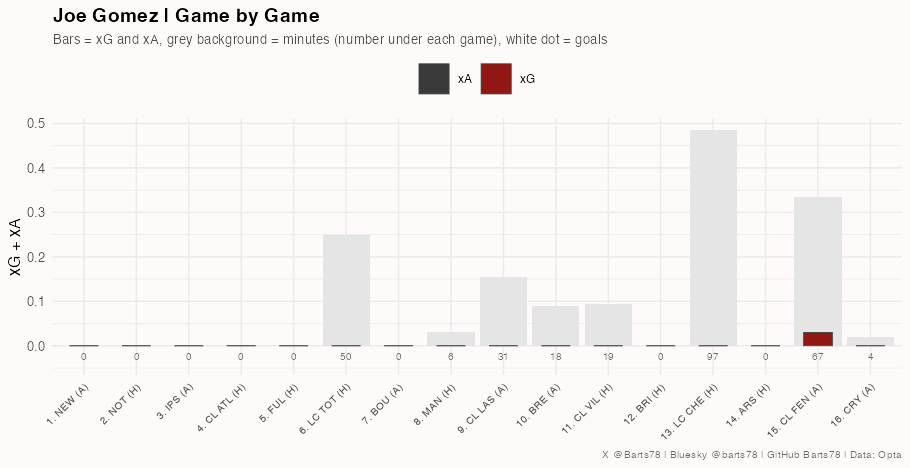 Joe Gomez | Game by Game
Bars = xG and xA, grey background = minutes (number under each game), white dot = goals
xA xG
xG + xA
0.5
0.4
0.3
0.2
0.1
0.0
0 0 0 0 0 50 0 6 31 18 19 0 97 0 67 4
1. NEW (A)
2. NOT (H)
3. IPS (A)
4. CL ATL (H)
5. FUL (H)
6. LC TOT (H)
7. BOU (A)
8. MAN (H)
9. CL LAS (A)
10. BRE (A)
11. CL VIL (H)
12. BRI (H)
13. LC CHE (H)
14. ARS (H)
15. CL FEN (A)
16. CRY (A)
X @Barts78 | Bluesky @barts78 | GitHub Barts78 | Data: Opta